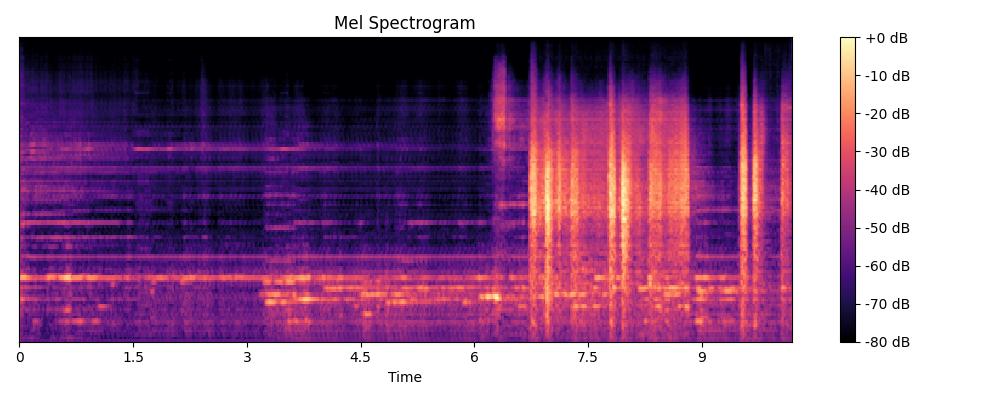 Mel Spectrogram
+0 dB
-10 dB
-20 dB
-30 dB
-40 dB
-50 dB
-60 dB
-70 dB
-80 dB
0
1.5
3
4.5
6
7.5
9
Time